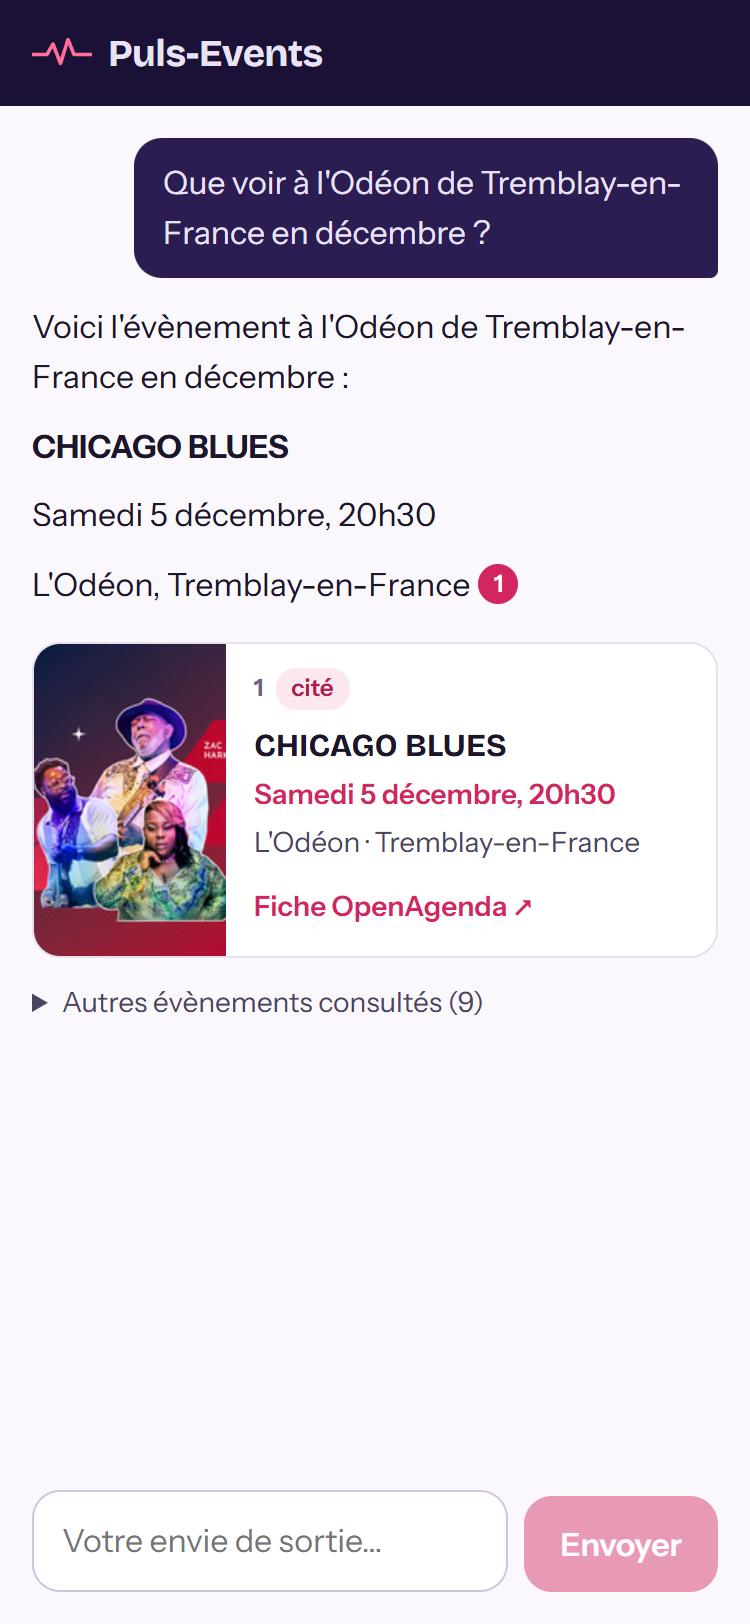 Puls-Events
Que voir à l'Odéon de Tremblay-en-
France en décembre ?
Voici l'évènement à l'Odéon de Tremblay-en-
France en décembre :
CHICAGO BLUES
Samedi 5 décembre, 20h30
L'Odéon, Tremblay-en-France 1
ZAC
1 cité
CHICAGO BLUES
Samedi 5 décembre, 20h30
L'Odéon · Tremblay-en-France
Fiche OpenAgenda ↗
▶ Autres évènements consultés (9)
Votre envie de sortie...
Envoyer